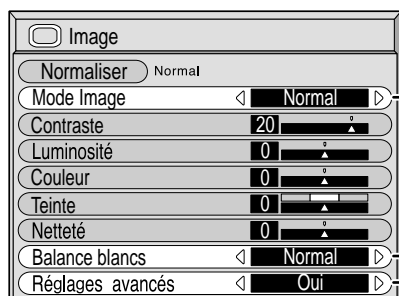 Image
Normaliser Normal
Mode Image Normal
Contraste 20
Luminosité 0
Couleur 0
Teinte 0
Netteté 0
Balance blancs Normal
Réglages avancés Oui